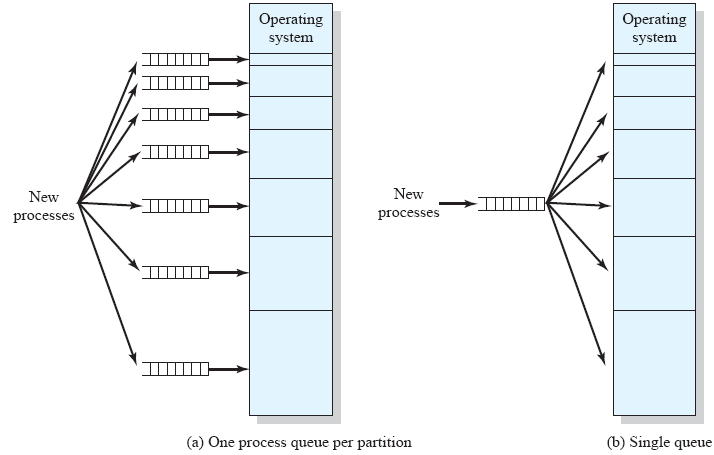 Operating
system
New
processes
(a) One process queue per partition
Operating
system
New
processes
(b) Single queue